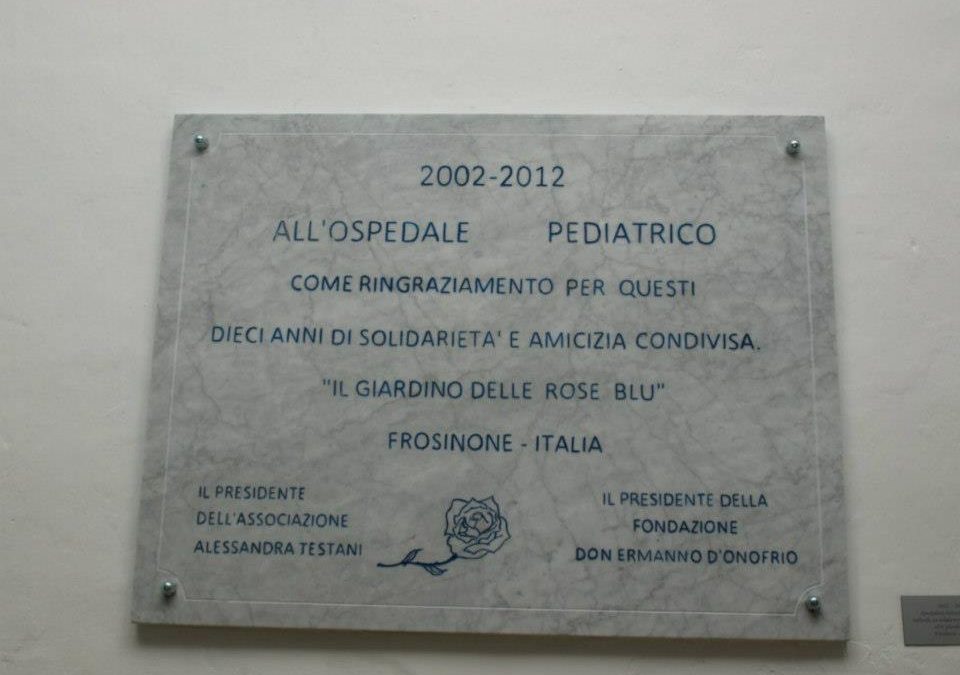 2002-2012
ALL'OSPEDALE PEDIATRICO
COME RINGRAZIAMENTO PER QUESTI
DIECI ANNI DI SOLIDARIETA' E AMICIZIA CONDIVISA.
"IL GIARDINO DELLE ROSE BLU"
FROSINONE - ITALIA
IL PRESIDENTE
DELL'ASSOCIAZIONE
ALESSANDRA TESTANI
IL PRESIDENTE DELLA
FONDAZIONE
DON ERMANNO D'ONOFRIO